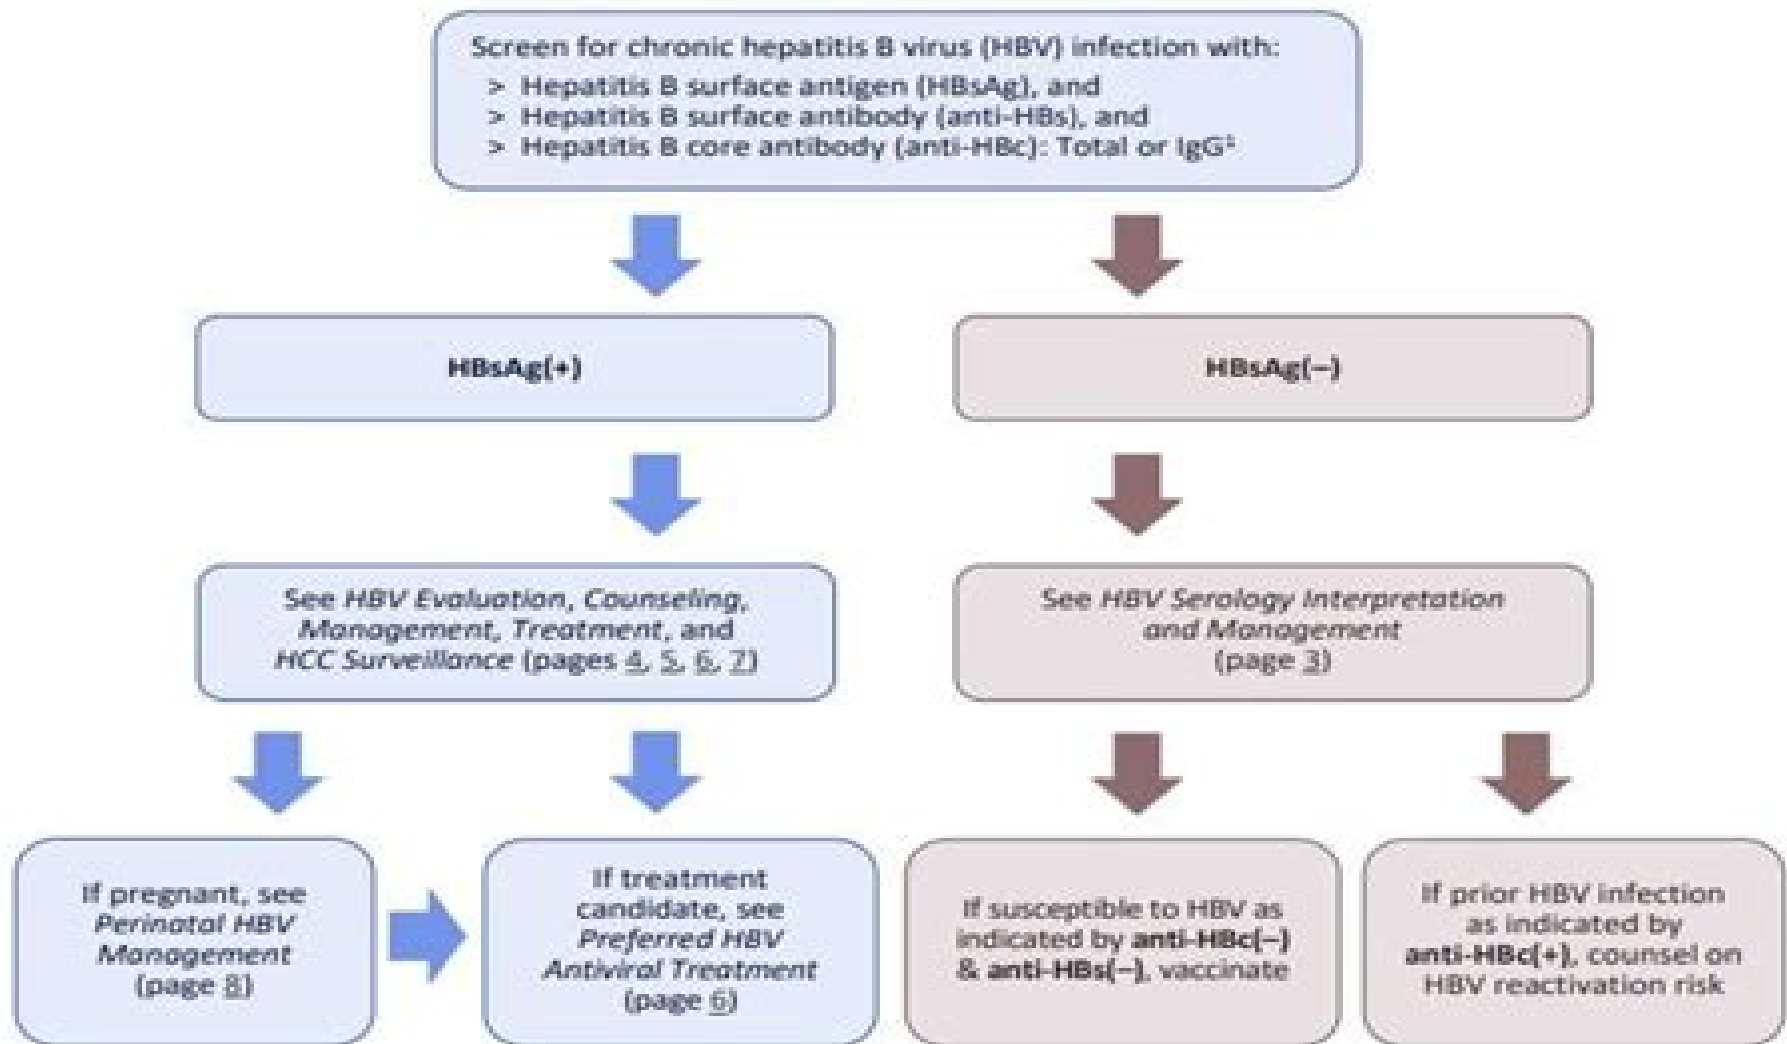 Screen for chronic hepatitis B virus (HBV) infection with:
> Hepatitis B surface antigen (HBsAg), and
> Hepatitis B surface antibody (anti-HBs), and
> Hepatitis B core antibody (anti-HBc): Total or IgG¹
HBsAg(+)
HBsAg(−)
See HBV Evaluation, Counseling,
Management, Treatment, and
HCC Surveillance (pages 4, 5, 6, 7)
See HBV Serology Interpretation
and Management
(page 3)
If pregnant, see
Perinatal HBV
Management
(page 8)
If treatment
candidate, see
Preferred HBV
Antiviral Treatment
(page 6)
If susceptible to HBV as
indicated by anti-HBc(−)
& anti-HBs(−), vaccinate
If prior HBV infection
as indicated by
anti-HBc(+), counsel on
HBV reactivation risk